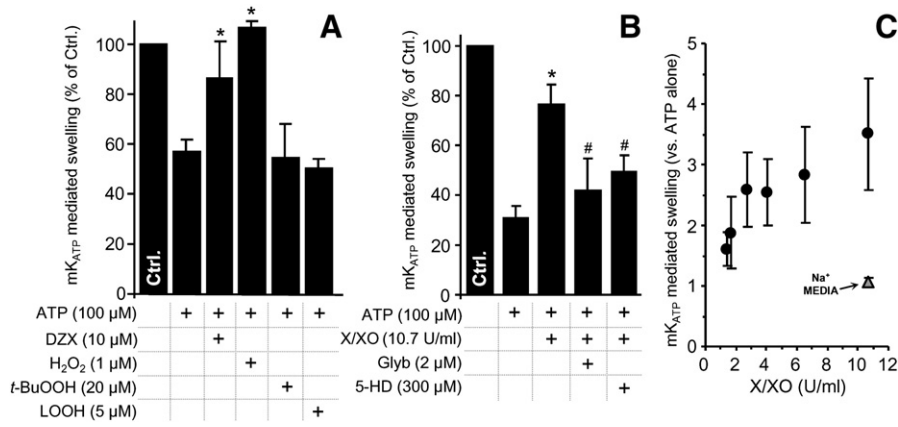 A
mK_ATP mediated swelling (% of Ctrl.)
100
80
60
40
20
0
Ctrl.
*
*
ATP (100 µM) + + + + +
DZX (10 µM) +
H₂O₂ (1 µM) +
t-BuOOH (20 µM) +
LOOH (5 µM) +
B
mK_ATP mediated swelling (% of Ctrl.)
100
80
60
40
20
0
Ctrl.
*
#
#
ATP (100 µM) + + + +
X/XO (10.7 U/ml) + + +
Glyb (2 µM) +
5-HD (300 µM) +
C
mK_ATP mediated swelling (vs. ATP alone)
5
4
3
2
1
0
Na⁺
MEDIA
0 2 4 6 8 10 12
X/XO (U/ml)